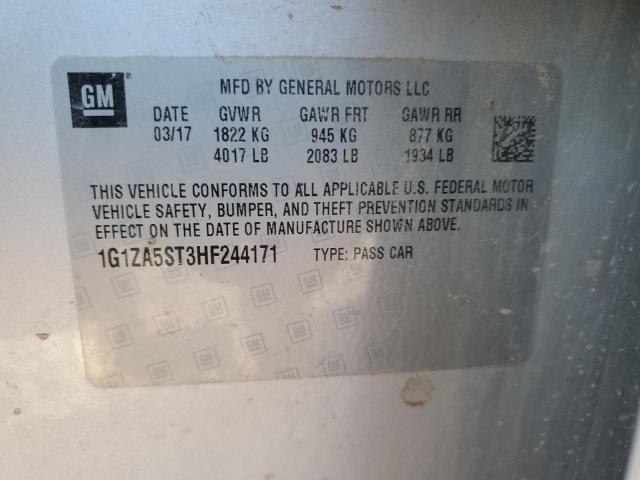 GM ® MFD BY GENERAL MOTORS LLC
DATE GVWR GAWR FRT GAWR RR
03/17 1822 KG 945 KG 877 KG
4017 LB 2083 LB 1934 LB
THIS VEHICLE CONFORMS TO ALL APPLICABLE U.S. FEDERAL MOTOR
VEHICLE SAFETY, BUMPER, AND THEFT PREVENTION STANDARDS IN
EFFECT ON THE DATE OF MANUFACTURE SHOWN ABOVE.
1G1ZA5ST3HF244171 TYPE: PASS CAR